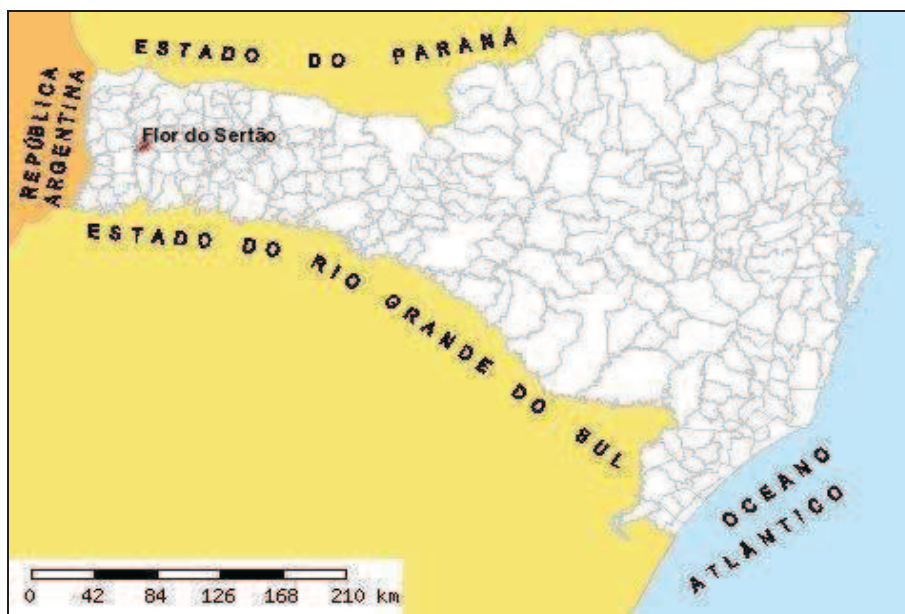 ESTADO DO PARANÁ
REPÚBLICA
ARGENTINA
Flor do Sertão
ESTADO DO RIO GRANDE DO SUL
OCEANO
ATLÂNTICO
0 42 84 126 168 210 km